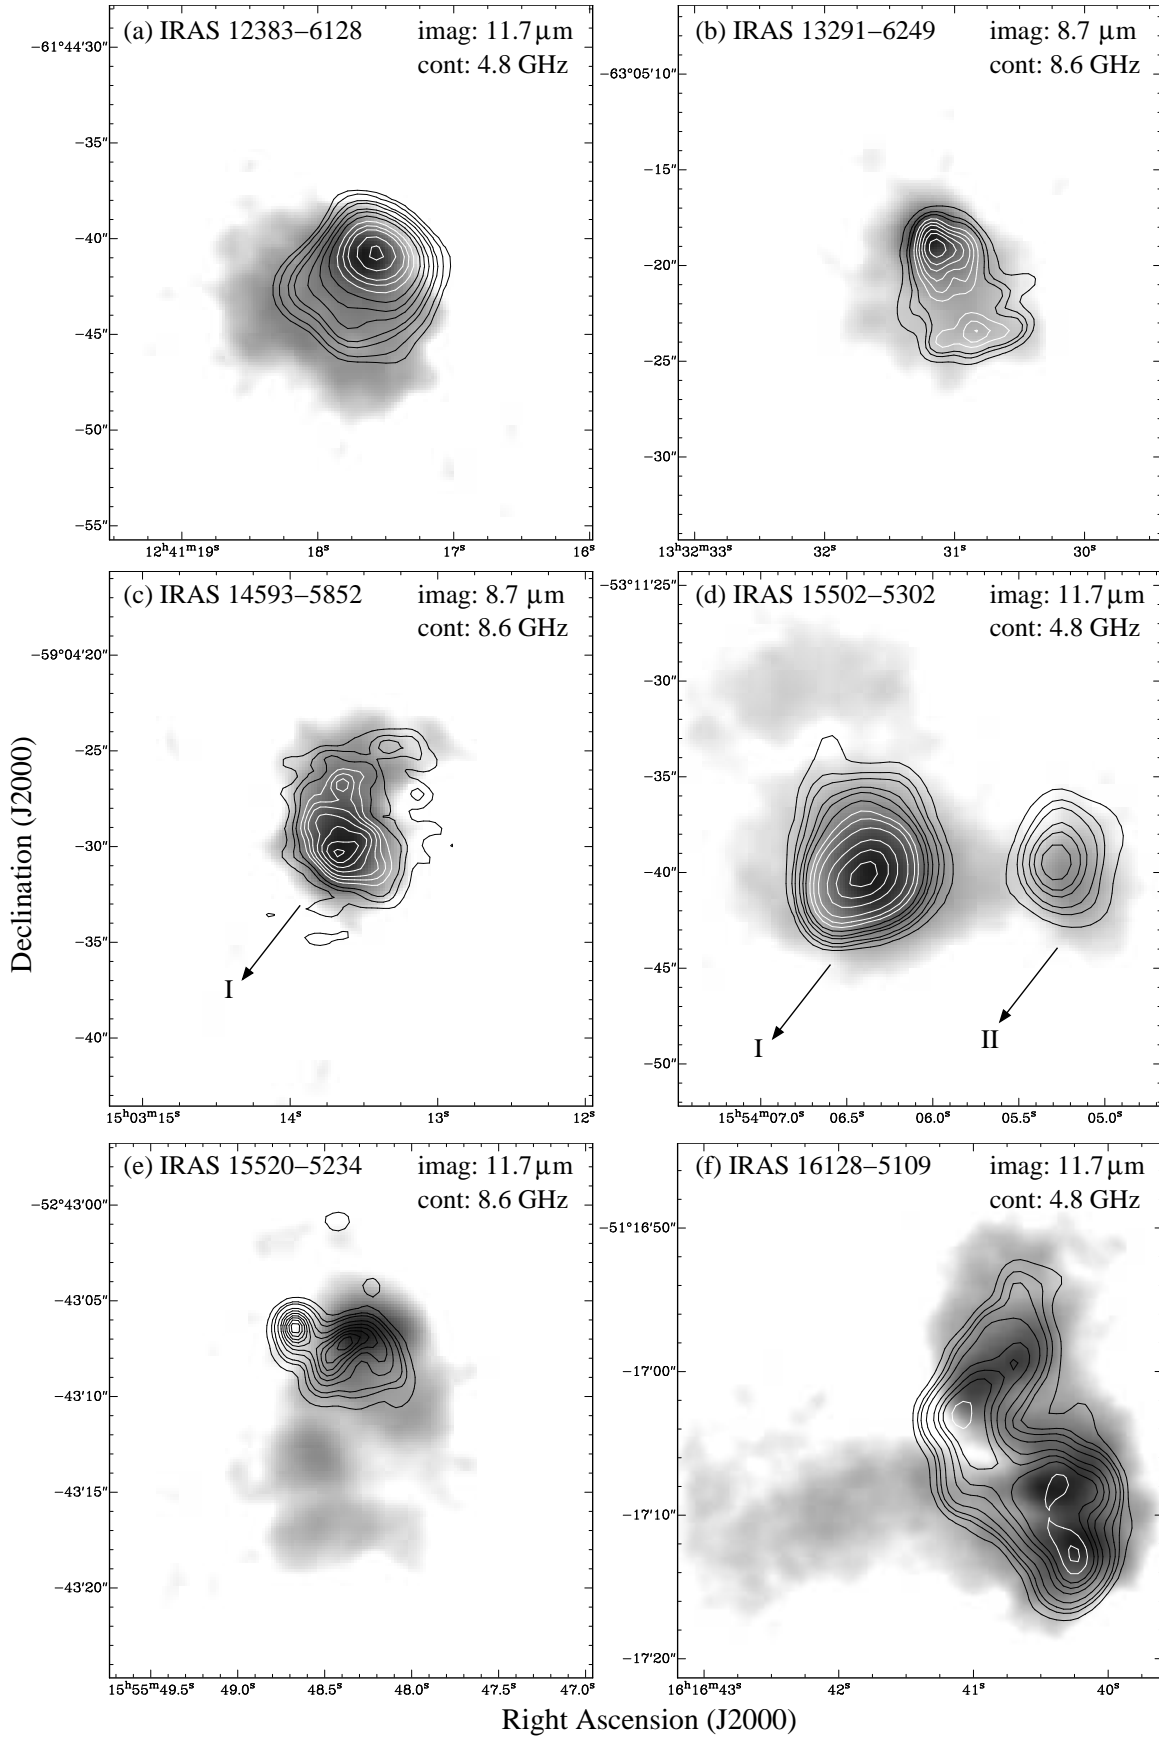 (a) IRAS 12383−6128 imag: 11.7 μm
cont: 4.8 GHz
−61°44′30″
−35″
−40″
−45″
−50″
−55″
12ʰ41ᵐ19ˢ 18ˢ 17ˢ 16ˢ
(b) IRAS 13291−6249 imag: 8.7 μm
cont: 8.6 GHz
−63°05′10″
−15″
−20″
−25″
−30″
13ʰ32ᵐ33ˢ 32ˢ 31ˢ 30ˢ
(c) IRAS 14593−5852 imag: 8.7 μm
cont: 8.6 GHz
−59°04′20″
−25″
−30″
−35″
−40″
I
15ʰ03ᵐ15ˢ 14ˢ 13ˢ 12ˢ
(d) IRAS 15502−5302 imag: 11.7 μm
cont: 4.8 GHz
−53°11′25″
−30″
−35″
−40″
−45″
−50″
I
II
15ʰ54ᵐ07.0ˢ 06.5ˢ 06.0ˢ 05.5ˢ 05.0ˢ
(e) IRAS 15520−5234 imag: 11.7 μm
cont: 8.6 GHz
−52°43′00″
−43′05″
−43′10″
−43′15″
−43′20″
15ʰ55ᵐ49.5ˢ 49.0ˢ 48.5ˢ 48.0ˢ 47.5ˢ 47.0ˢ
(f) IRAS 16128−5109 imag: 11.7 μm
cont: 4.8 GHz
−51°16′50″
−17′00″
−17′10″
−17′20″
16ʰ16ᵐ43ˢ 42ˢ 41ˢ 40ˢ
Declination (J2000)
Right Ascension (J2000)